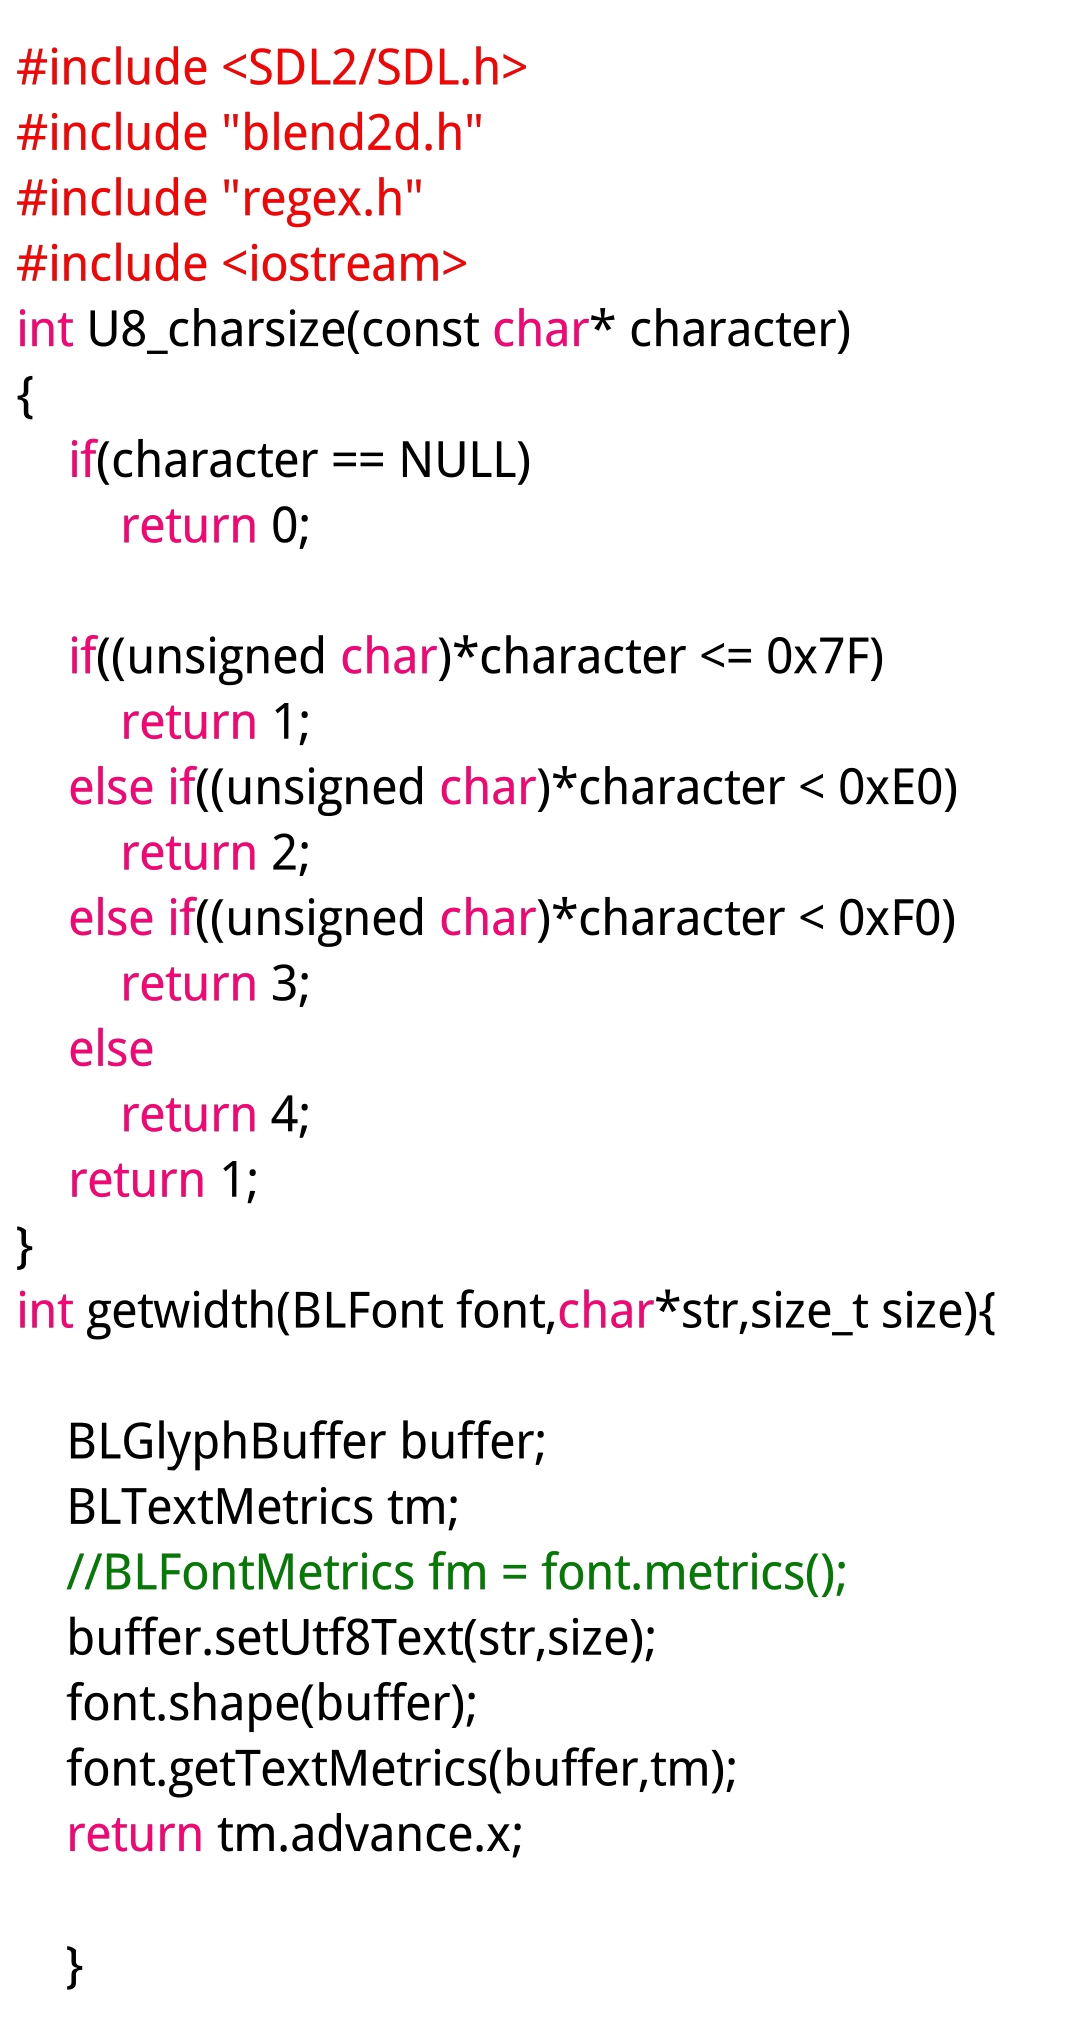 #include <SDL2/SDL.h>
#include "blend2d.h"
#include "regex.h"
#include <iostream>
int U8_charsize(const char* character)
{
    if(character == NULL)
        return 0;

    if((unsigned char)*character <= 0x7F)
        return 1;
    else if((unsigned char)*character < 0xE0)
        return 2;
    else if((unsigned char)*character < 0xF0)
        return 3;
    else
        return 4;
    return 1;
}
int getwidth(BLFont font,char*str,size_t size){

    BLGlyphBuffer buffer;
    BLTextMetrics tm;
    //BLFontMetrics fm = font.metrics();
    buffer.setUtf8Text(str,size);
    font.shape(buffer);
    font.getTextMetrics(buffer,tm);
    return tm.advance.x;

    }